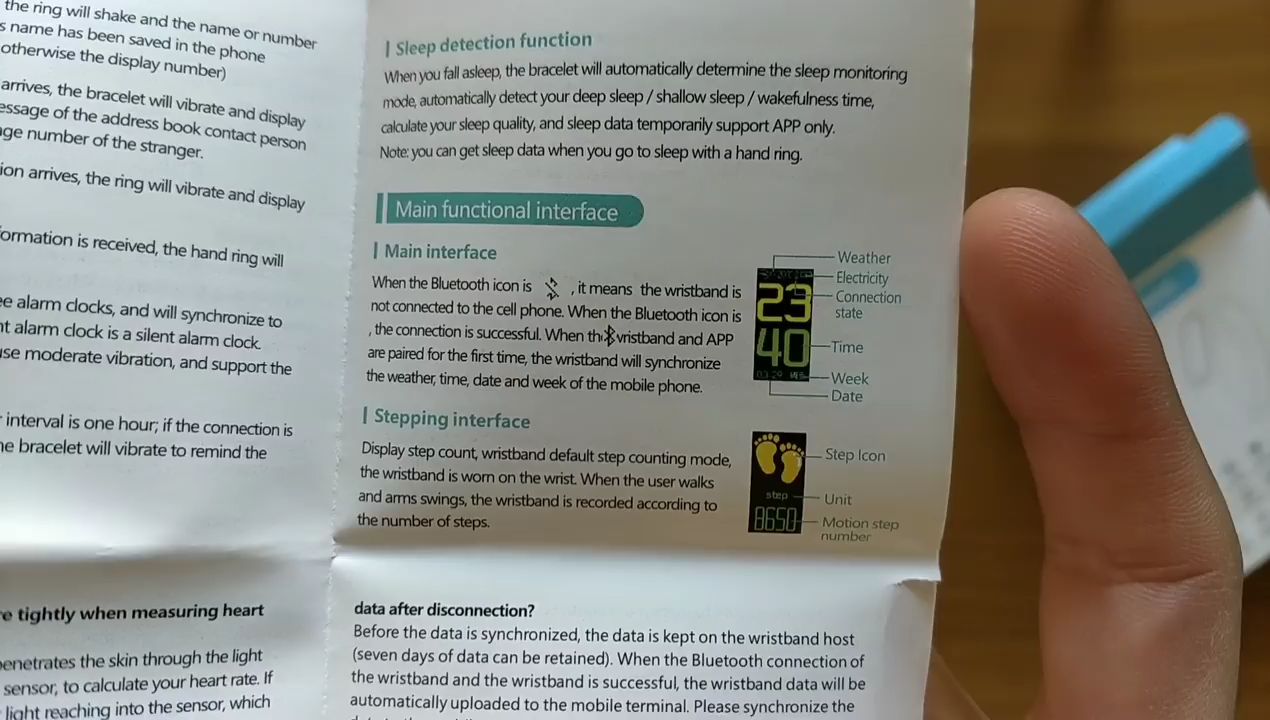 the ring will shake and the name or number
s name has been saved in the phone
otherwise the display number)
arrives, the bracelet will vibrate and display
essage of the address book contact person
ge number of the stranger.
ion arrives, the ring will vibrate and display
ormation is received, the hand ring will
ee alarm clocks, and will synchronize to
nt alarm clock is a silent alarm clock.
use moderate vibration, and support the
r interval is one hour; if the connection is
he bracelet will vibrate to remind the
e tightly when measuring heart
penetrates the skin through the light
sensor, to calculate your heart rate. If
light reaching into the sensor, which
Sleep detection function
When you fall asleep, the bracelet will automatically determine the sleep monitoring
mode, automatically detect your deep sleep / shallow sleep / wakefulness time,
calculate your sleep quality, and sleep data temporarily support APP only.
Note: you can get sleep data when you go to sleep with a hand ring.
Main functional interface
Main interface
When the Bluetooth icon is , it means the wristband is
not connected to the cell phone. When the Bluetooth icon is
, the connection is successful. When th wristband and APP
are paired for the first time, the wristband will synchronize
the weather, time, date and week of the mobile phone.
Weather
Electricity
Connection
state
Time
Week
Date
23
40
03.29
Stepping interface
Display step count, wristband default step counting mode,
the wristband is worn on the wrist. When the user walks
and arms swings, the wristband is recorded according to
the number of steps.
Step Icon
step
Unit
8650
Motion step
number
data after disconnection?
Before the data is synchronized, the data is kept on the wristband host
(seven days of data can be retained). When the Bluetooth connection of
the wristband and the wristband is successful, the wristband data will be
automatically uploaded to the mobile terminal. Please synchronize the